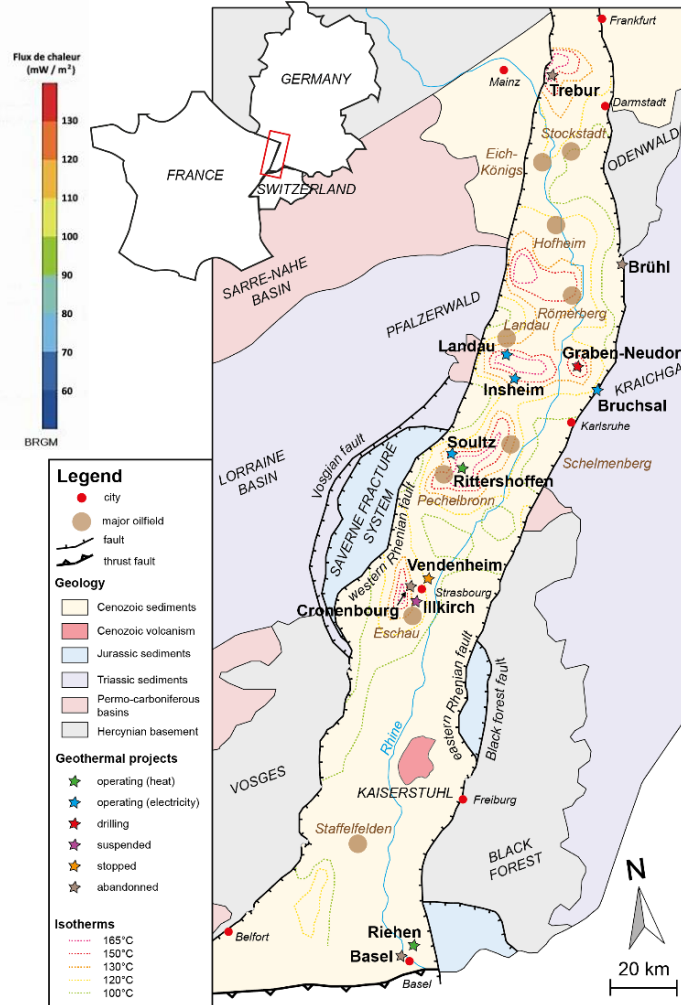 Flux de chaleur
(mW / m²)
130
120
110
100
90
80
70
60
BRGM
GERMANY
FRANCE
SWITZERLAND
Frankfurt
Mainz
Trebur
Darmstadt
Stockstadt
Eich-
Königs
ODENWALD
Hofheim
Brühl
SARRE-NAHE
BASIN
PFALZERWALD
Römerberg
Landau
Landau
Graben-Neudor
Insheim
KRAICHGA
Bruchsal
Karlsruhe
Soultz
Schelmenberg
LORRAINE
BASIN
Vosgian fault
SAVERNE FRACTURE
SYSTEM
Rittershoffen
Pechelbronn
western Rhenian fault
Vendenheim
Strasbourg
Cronenbourg
Illkirch
Eschau
eastern Rhenian fault
Black forest fault
Rhine
VOSGES
KAISERSTUHL
Freiburg
Staffelfelden
BLACK
FOREST
N
Belfort
Riehen
Basel
Basel
20 km
Legend
city
major oilfield
fault
thrust fault
Geology
Cenozoic sediments
Cenozoic volcanism
Jurassic sediments
Triassic sediments
Permo-carboniferous
basins
Hercynian basement
Geothermal projects
operating (heat)
operating (electricity)
drilling
suspended
stopped
abandonned
Isotherms
165°C
150°C
130°C
120°C
100°C